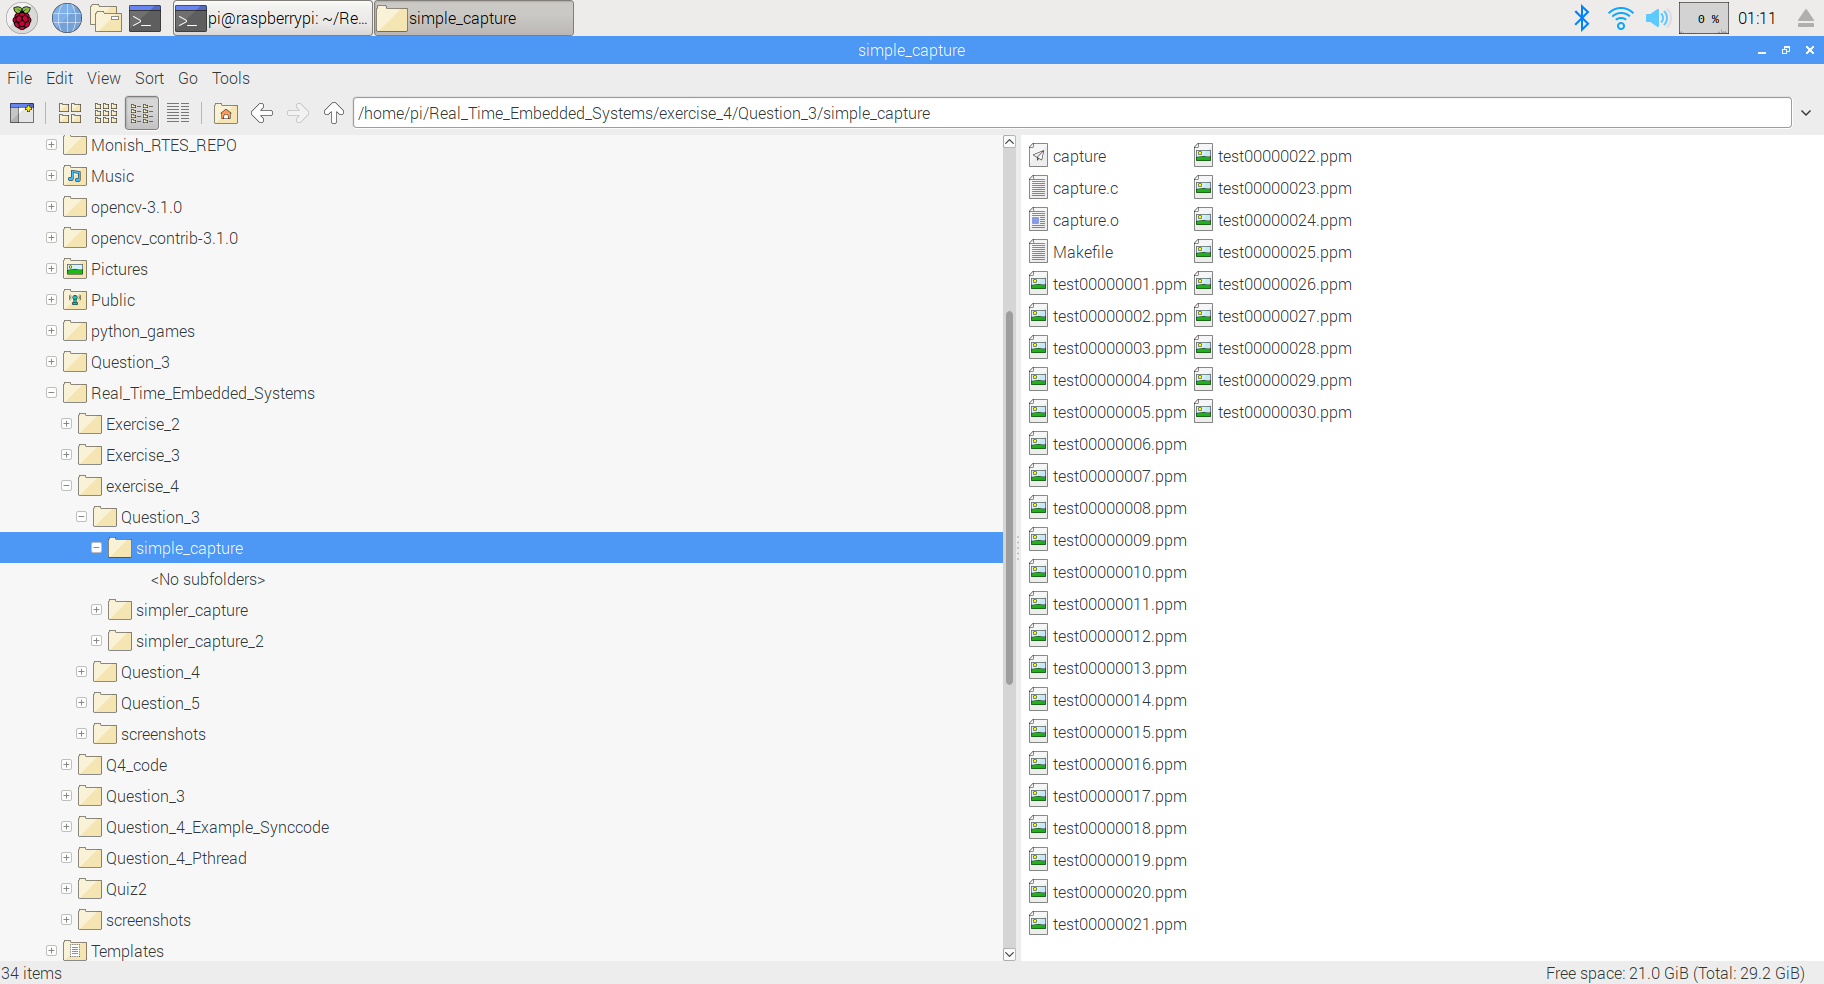 pi@raspberrypi: ~/Re...
simple_capture
0 %
01:11
simple_capture
File Edit View Sort Go Tools
/home/pi/Real_Time_Embedded_Systems/exercise_4/Question_3/simple_capture
Monish_RTES_REPO
Music
opencv-3.1.0
opencv_contrib-3.1.0
Pictures
Public
python_games
Question_3
Real_Time_Embedded_Systems
Exercise_2
Exercise_3
exercise_4
Question_3
simple_capture
<No subfolders>
simpler_capture
simpler_capture_2
Question_4
Question_5
screenshots
Q4_code
Question_3
Question_4_Example_Synccode
Question_4_Pthread
Quiz2
screenshots
Templates
capture
capture.c
capture.o
Makefile
test00000001.ppm
test00000002.ppm
test00000003.ppm
test00000004.ppm
test00000005.ppm
test00000006.ppm
test00000007.ppm
test00000008.ppm
test00000009.ppm
test00000010.ppm
test00000011.ppm
test00000012.ppm
test00000013.ppm
test00000014.ppm
test00000015.ppm
test00000016.ppm
test00000017.ppm
test00000018.ppm
test00000019.ppm
test00000020.ppm
test00000021.ppm
test00000022.ppm
test00000023.ppm
test00000024.ppm
test00000025.ppm
test00000026.ppm
test00000027.ppm
test00000028.ppm
test00000029.ppm
test00000030.ppm
34 items
Free space: 21.0 GiB (Total: 29.2 GiB)